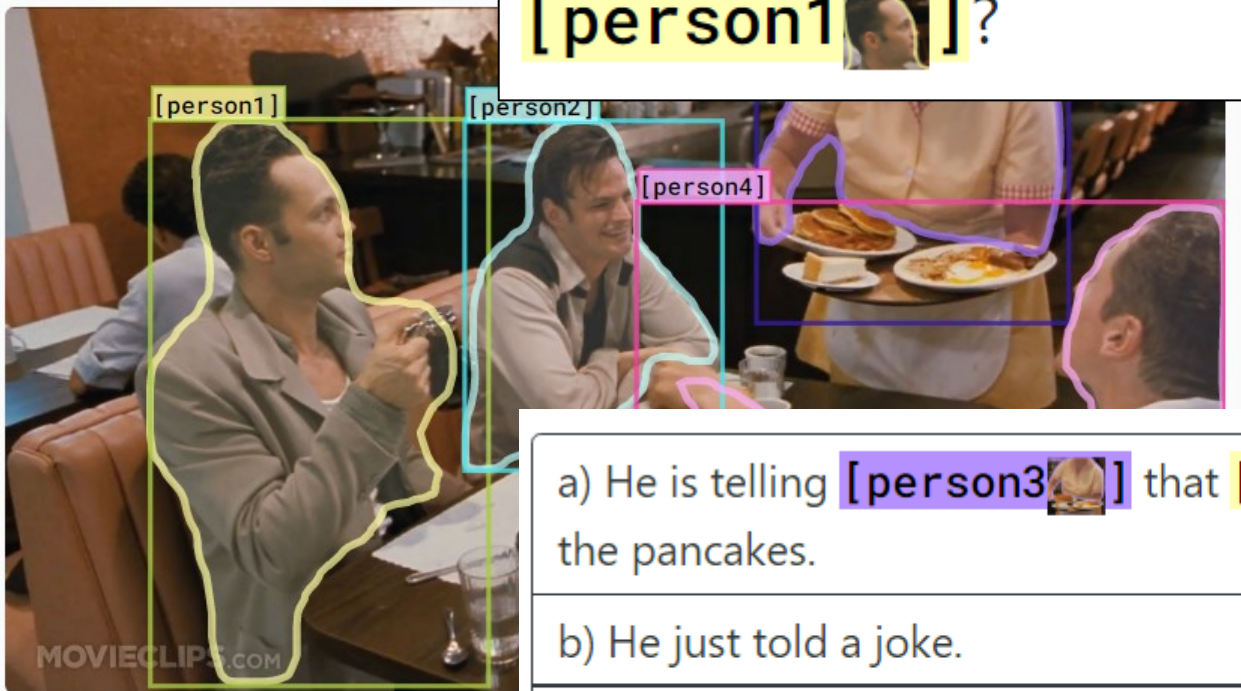 [person1]?
[person1]
[person2]
[person4]
a) He is telling [person3] that [
the pancakes.
b) He just told a joke.
MOVIECLIPS.COM